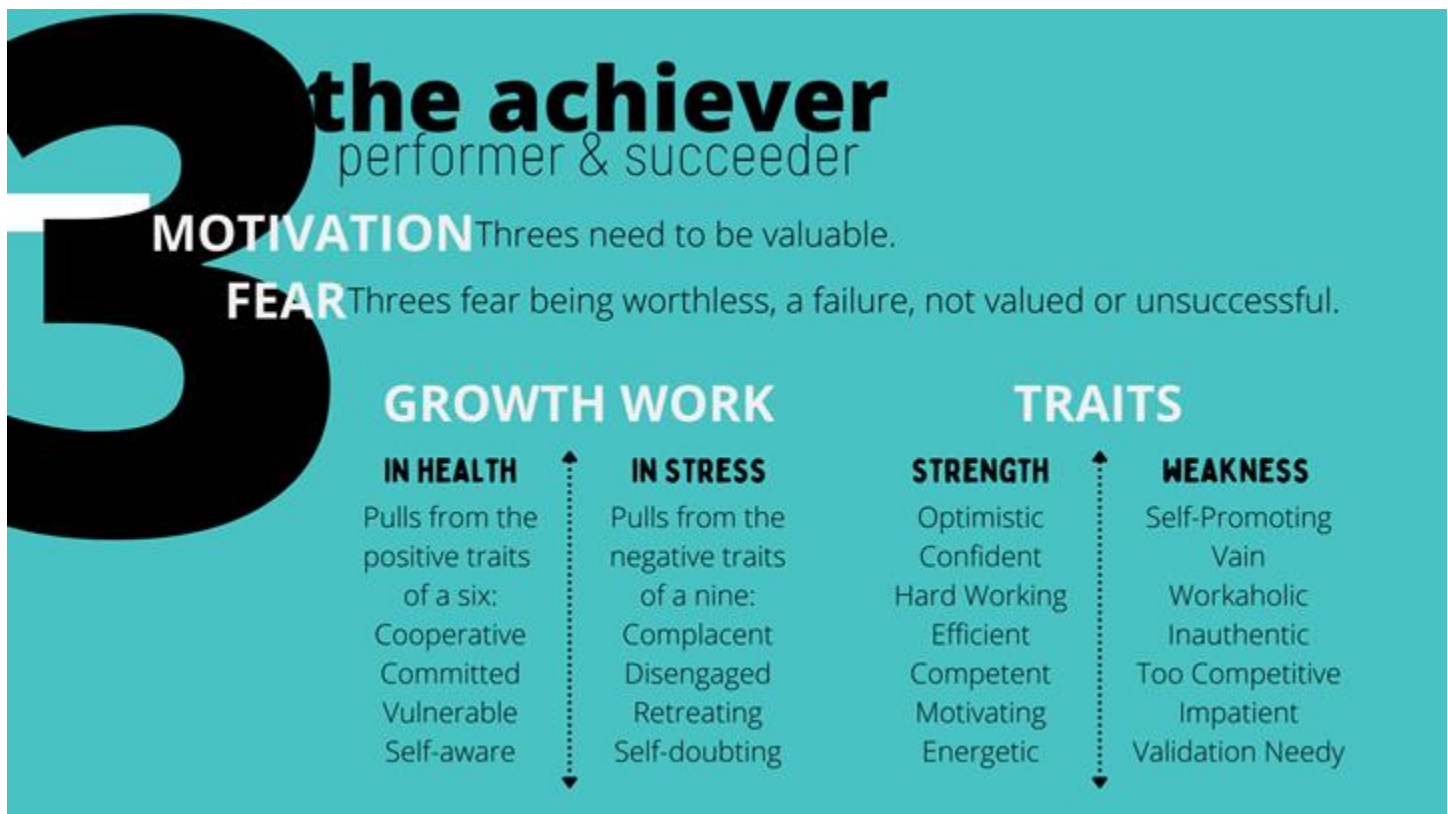 3
the achiever
performer & succeeder
MOTIVATION Threes need to be valuable.
FEAR Threes fear being worthless, a failure, not valued or unsuccessful.
GROWTH WORK
IN HEALTH
Pulls from the
positive traits
of a six:
Cooperative
Committed
Vulnerable
Self-aware
IN STRESS
Pulls from the
negative traits
of a nine:
Complacent
Disengaged
Retreating
Self-doubting
TRAITS
STRENGTH
Optimistic
Confident
Hard Working
Efficient
Competent
Motivating
Energetic
WEAKNESS
Self-Promoting
Vain
Workaholic
Inauthentic
Too Competitive
Impatient
Validation Needy